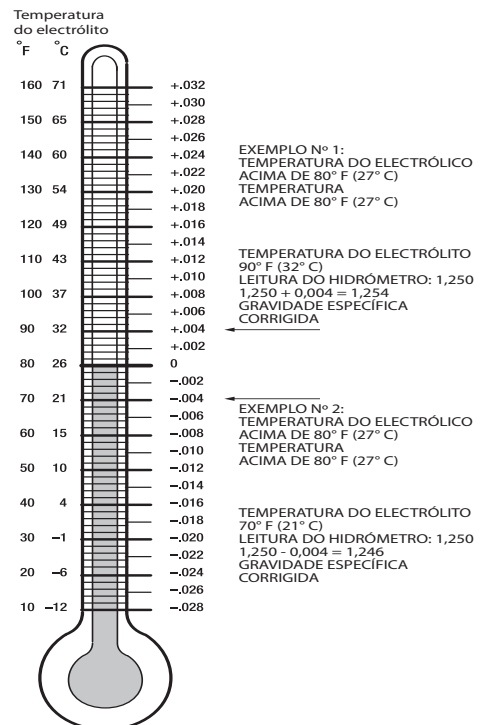 Temperatura
do electrólito
°F °C
160 71 +.032
+.030
150 65 +.028
+.026
140 60 +.024
+.022
130 54 +.020
+.018
120 49 +.016
+.014
110 43 +.012
+.010
100 37 +.008
+.006
90 32 +.004
+.002
80 26 0
–.002
70 21 –.004
–.006
60 15 –.008
–.010
50 10 –.012
–.014
40 4 –.016
–.018
30 –1 –.020
–.022
20 –6 –.024
–.026
10 –12 –.028
EXEMPLO Nº 1:
TEMPERATURA DO ELECTRÓLICO
ACIMA DE 80° F (27° C)
TEMPERATURA
ACIMA DE 80° F (27° C)
TEMPERATURA DO ELECTRÓLITO
90° F (32° C)
LEITURA DO HIDRÓMETRO: 1,250
1,250 + 0,004 = 1,254
GRAVIDADE ESPECÍFICA
CORRIGIDA
EXEMPLO Nº 2:
TEMPERATURA DO ELECTRÓLICO
ACIMA DE 80° F (27° C)
TEMPERATURA
ACIMA DE 80° F (27° C)
TEMPERATURA DO ELECTRÓLITO
70° F (21° C)
LEITURA DO HIDRÓMETRO: 1,250
1,250 - 0,004 = 1,246
GRAVIDADE ESPECÍFICA
CORRIGIDA